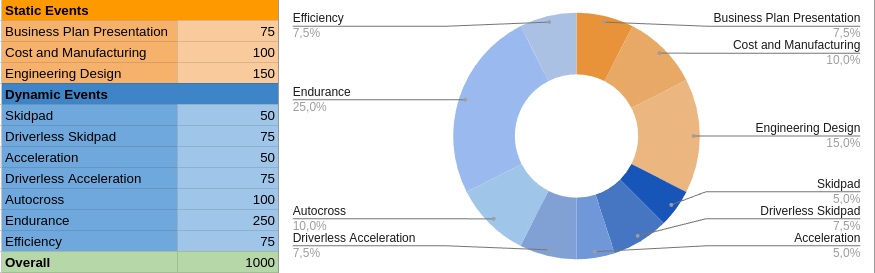 Static Events
Business Plan Presentation 75
Cost and Manufacturing 100
Engineering Design 150
Dynamic Events
Skidpad 50
Driverless Skidpad 75
Acceleration 50
Driverless Acceleration 75
Autocross 100
Endurance 250
Efficiency 75
Overall 1000
Efficiency
7,5%
Endurance
25,0%
Autocross
10,0%
Driverless Acceleration
7,5%
Business Plan Presentation
7,5%
Cost and Manufacturing
10,0%
Engineering Design
15,0%
Skidpad
5,0%
Driverless Skidpad
7,5%
Acceleration
5,0%